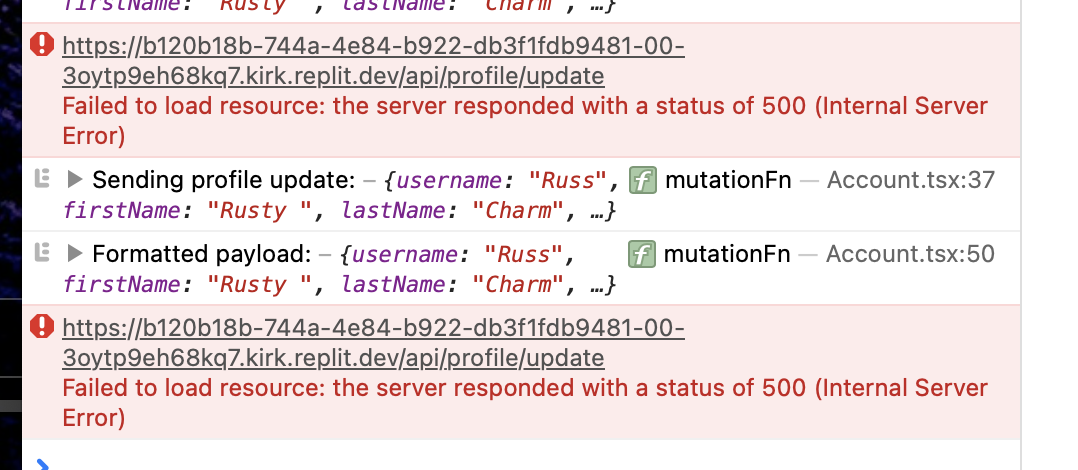 firstName: "Rusty ", lastName: "Charm", …}
https://b120b18b-744a-4e84-b922-db3f1fdb9481-00-
3oytp9eh68kq7.kirk.replit.dev/api/profile/update
Failed to load resource: the server responded with a status of 500 (Internal Server
Error)
Sending profile update: – {username: "Russ", f mutationFn — Account.tsx:37
firstName: "Rusty ", lastName: "Charm", …}
Formatted payload: – {username: "Russ", f mutationFn — Account.tsx:50
firstName: "Rusty ", lastName: "Charm", …}
https://b120b18b-744a-4e84-b922-db3f1fdb9481-00-
3oytp9eh68kq7.kirk.replit.dev/api/profile/update
Failed to load resource: the server responded with a status of 500 (Internal Server
Error)